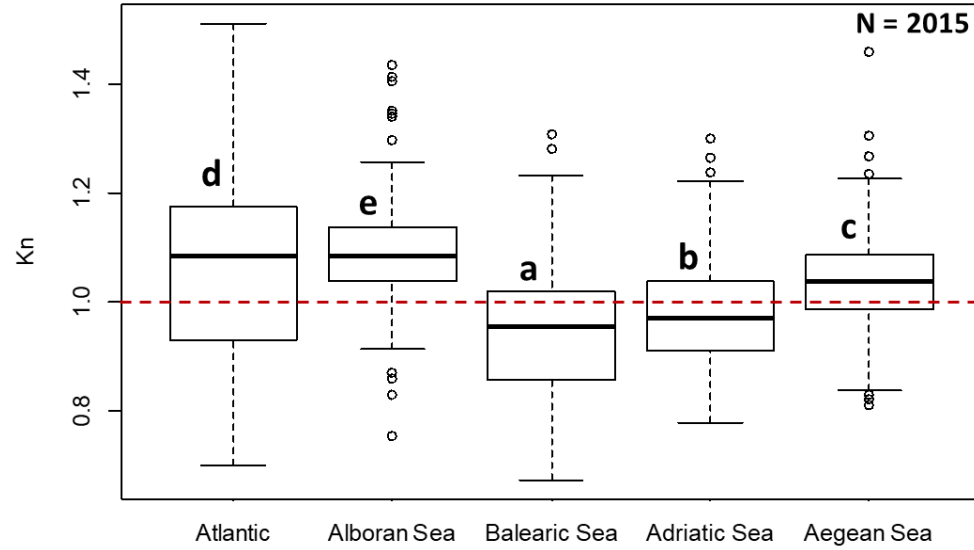 N = 2015
1.4
1.2
1.0
0.8
Kn
d
e
a
b
c
Atlantic
Alboran Sea
Balearic Sea
Adriatic Sea
Aegean Sea